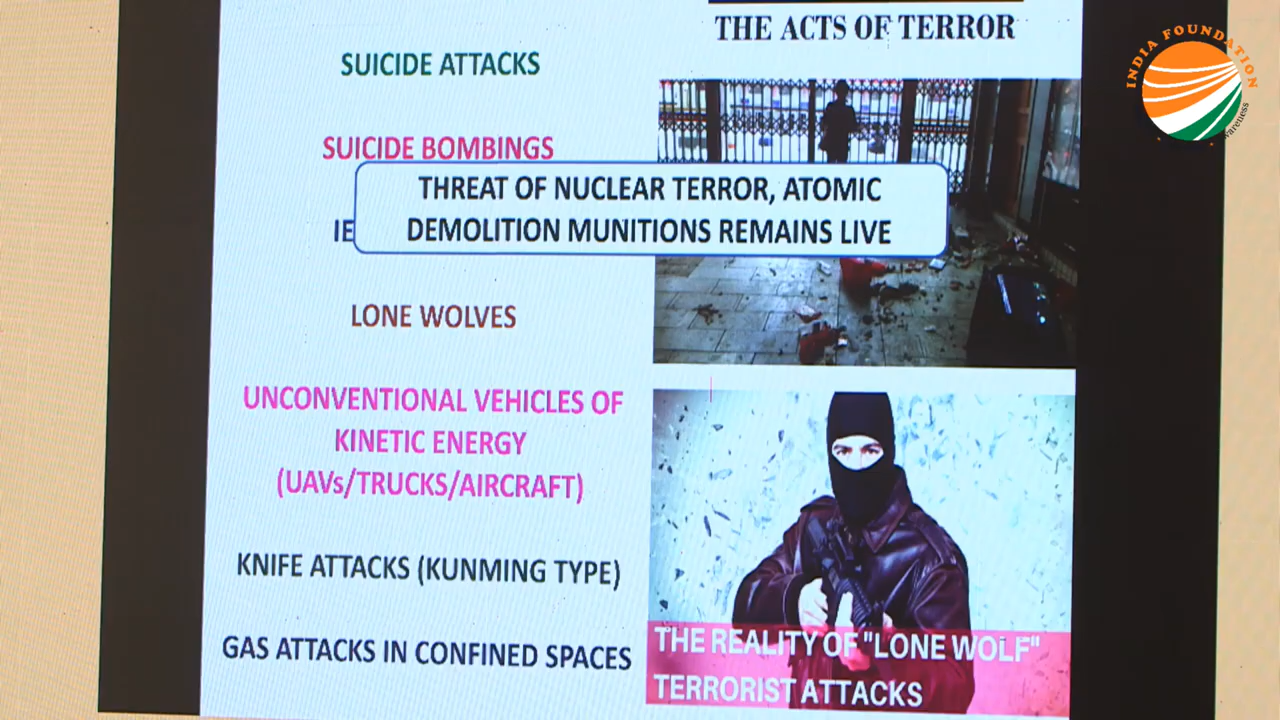 THE ACTS OF TERROR
SUICIDE ATTACKS
SUICIDE BOMBINGS
THREAT OF NUCLEAR TERROR, ATOMIC
DEMOLITION MUNITIONS REMAINS LIVE
IE
LONE WOLVES
UNCONVENTIONAL VEHICLES OF
KINETIC ENERGY
(UAVs/TRUCKS/AIRCRAFT)
KNIFE ATTACKS (KUNMING TYPE)
GAS ATTACKS IN CONFINED SPACES
THE REALITY OF "LONE WOLF"
TERRORIST ATTACKS
INDIA FOUNDATION